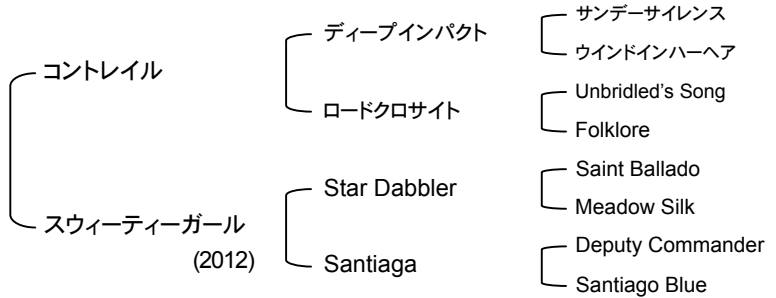 コントレイル
スウィーティーガール
(2012)
ディープインパクト
ロードクロサイト
Star Dabbler
Santiaga
サンデーサイレンス
ウインドインハーヘア
Unbridled's Song
Folklore
Saint Ballado
Meadow Silk
Deputy Commander
Santiago Blue